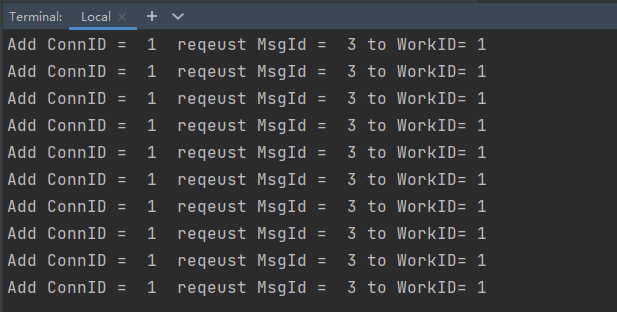 Terminal: Local × +
Add ConnID =  1  reqeust MsgId =  3 to WorkID= 1
Add ConnID =  1  reqeust MsgId =  3 to WorkID= 1
Add ConnID =  1  reqeust MsgId =  3 to WorkID= 1
Add ConnID =  1  reqeust MsgId =  3 to WorkID= 1
Add ConnID =  1  reqeust MsgId =  3 to WorkID= 1
Add ConnID =  1  reqeust MsgId =  3 to WorkID= 1
Add ConnID =  1  reqeust MsgId =  3 to WorkID= 1
Add ConnID =  1  reqeust MsgId =  3 to WorkID= 1
Add ConnID =  1  reqeust MsgId =  3 to WorkID= 1
Add ConnID =  1  reqeust MsgId =  3 to WorkID= 1